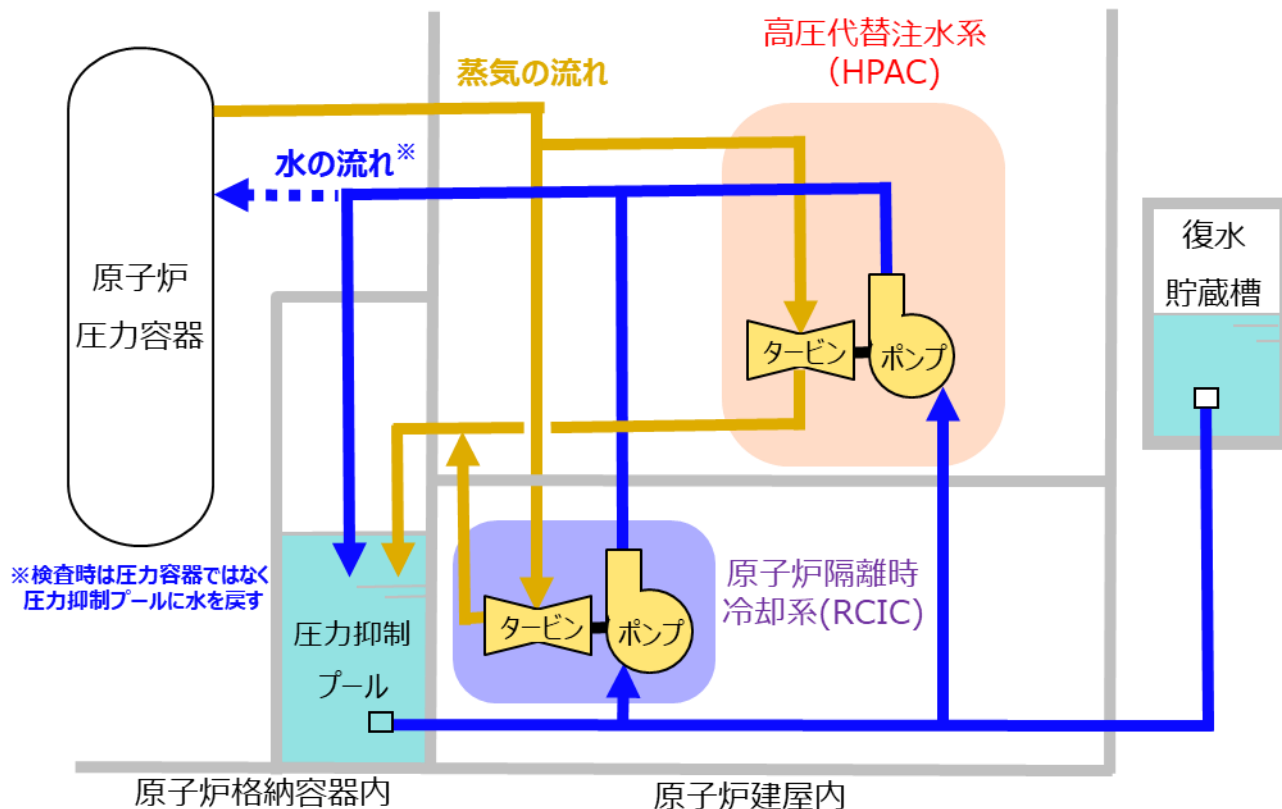 高圧代替注水系
(HPAC)
蒸気の流れ
水の流れ※
原子炉
圧力容器
復水
貯蔵槽
タービン
ポンプ
※検査時は圧力容器ではなく
圧力抑制プールに水を戻す
原子炉隔離時
冷却系(RCIC)
タービン
ポンプ
圧力抑制
プール
原子炉格納容器内
原子炉建屋内